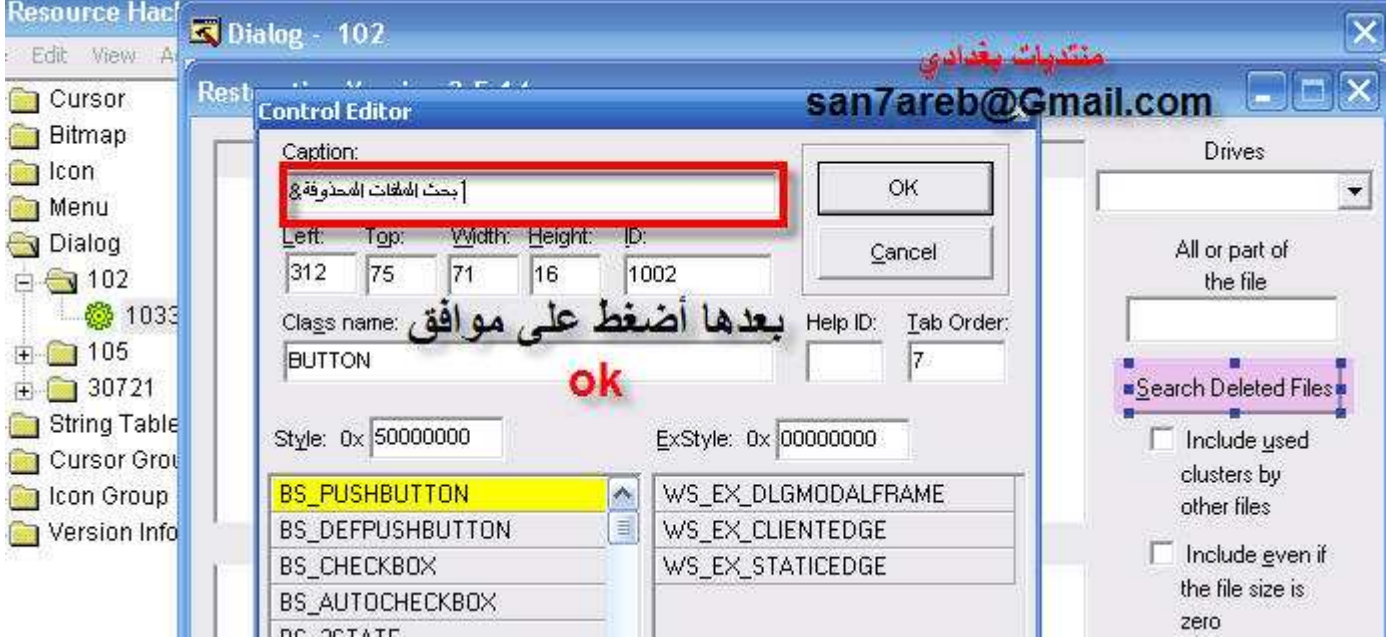 Resource Hac
Edit View A
Cursor
Bitmap
Icon
Menu
Dialog
102
1033
105
30721
String Table
Cursor Grou
Icon Group
Version Info
Dialog - 102
منتديات بغدادي
san7areb@Gmail.com
Rest
Control Editor
Caption:
بحث الملفات المحذوفة&
OK
Cancel
Left: Top: Width: Height: ID:
312 75 71 16 1002
Class name: Help ID: Tab Order:
BUTTON 7
بعدها أضغط على موافق
ok
Style: 0x 50000000 ExStyle: 0x 00000000
BS_PUSHBUTTON
BS_DEFPUSHBUTTON
BS_CHECKBOX
BS_AUTOCHECKBOX
WS_EX_DLGMODALFRAME
WS_EX_CLIENTEDGE
WS_EX_STATICEDGE
Drives
All or part of
the file
Search Deleted Files
Include used
clusters by
other files
Include even if
the file size is
zero